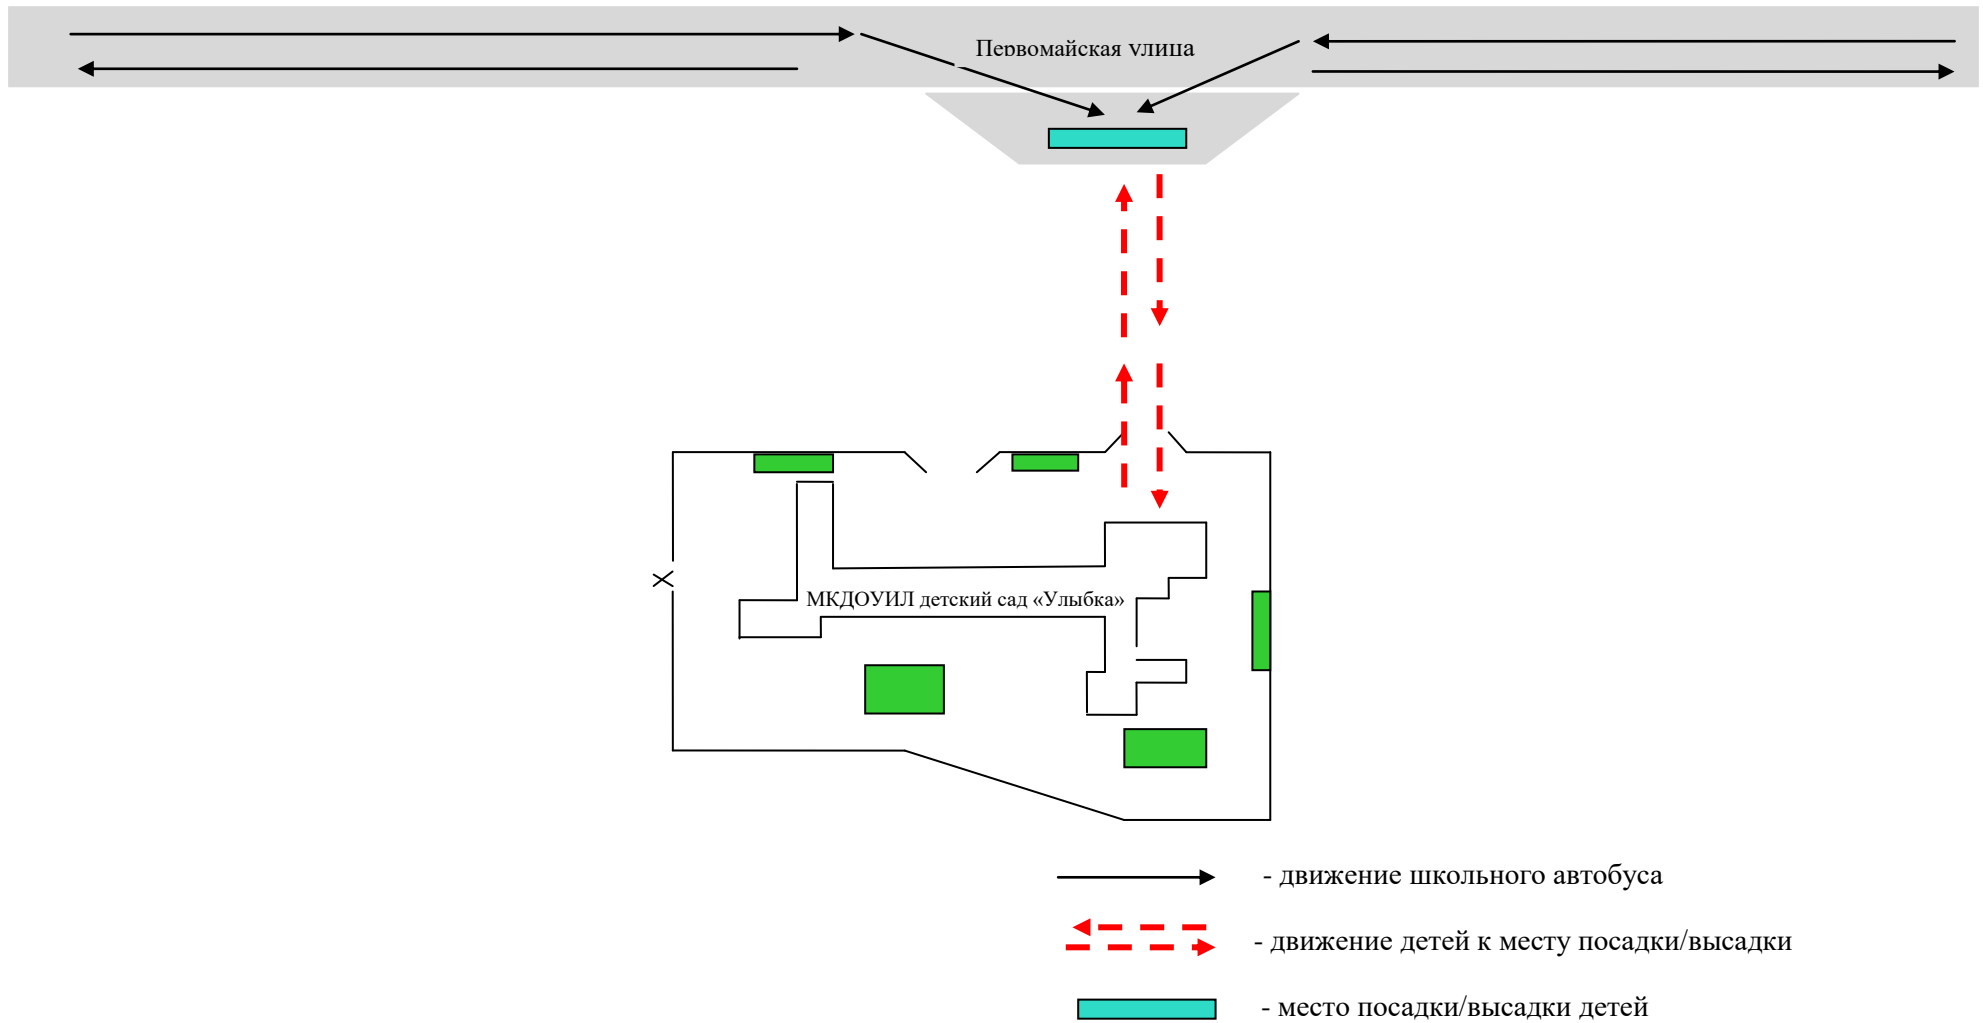 Первомайская улица
МКДОУИЛ детский сад «Улыбка»
- движение школьного автобуса
- движение детей к месту посадки/высадки
- место посадки/высадки детей